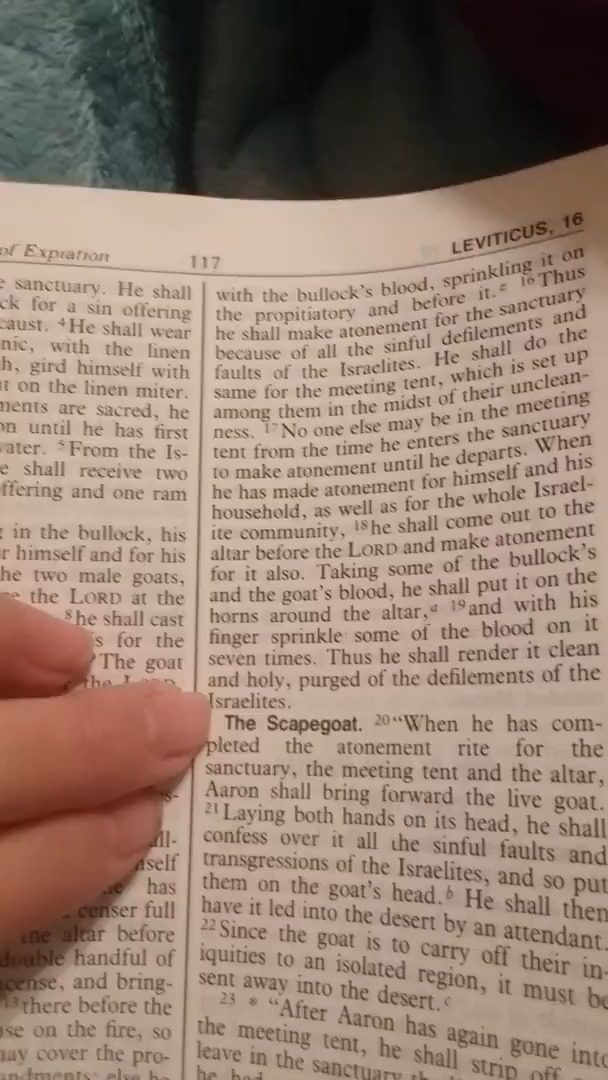 of Expiation
117
LEVITICUS, 16
sanctuary. He shall
ck for a sin offering
caust. ⁴He shall wear
nic, with the linen
h, gird himself with
at on the linen miter.
ments are sacred, he
on until he has first
vater. ⁵From the Is-
e shall receive two
ffering and one ram
in the bullock, his
r himself and for his
he two male goats,
the LORD at the
⁸he shall cast
is for the
The goat
the
all-
self
has
censer full
the altar before
double handful of
cense, and bring-
¹³there before the
nse on the fire, so
may cover the pro-
with the bullock's blood, sprinkling it on
the propitiatory and before it.ᶻ ¹⁶Thus
he shall make atonement for the sanctuary
because of all the sinful defilements and
faults of the Israelites. He shall do the
same for the meeting tent, which is set up
among them in the midst of their unclean-
ness. ¹⁷No one else may be in the meeting
tent from the time he enters the sanctuary
to make atonement until he departs. When
he has made atonement for himself and his
household, as well as for the whole Israel-
ite community, ¹⁸he shall come out to the
altar before the LORD and make atonement
for it also. Taking some of the bullock's
and the goat's blood, he shall put it on the
horns around the altar,ᵃ ¹⁹and with his
finger sprinkle some of the blood on it
seven times. Thus he shall render it clean
and holy, purged of the defilements of the
Israelites.
The Scapegoat. ²⁰“When he has com-
pleted the atonement rite for the
sanctuary, the meeting tent and the altar,
Aaron shall bring forward the live goat.
²¹Laying both hands on its head, he shall
confess over it all the sinful faults and
transgressions of the Israelites, and so put
them on the goat's head.ᵇ He shall then
have it led into the desert by an attendant.
²²Since the goat is to carry off their in-
iquities to an isolated region, it must be
sent away into the desert.ᶜ
²³ * “After Aaron has again gone into
the meeting tent, he shall strip off
leave in the sanctuary
he had